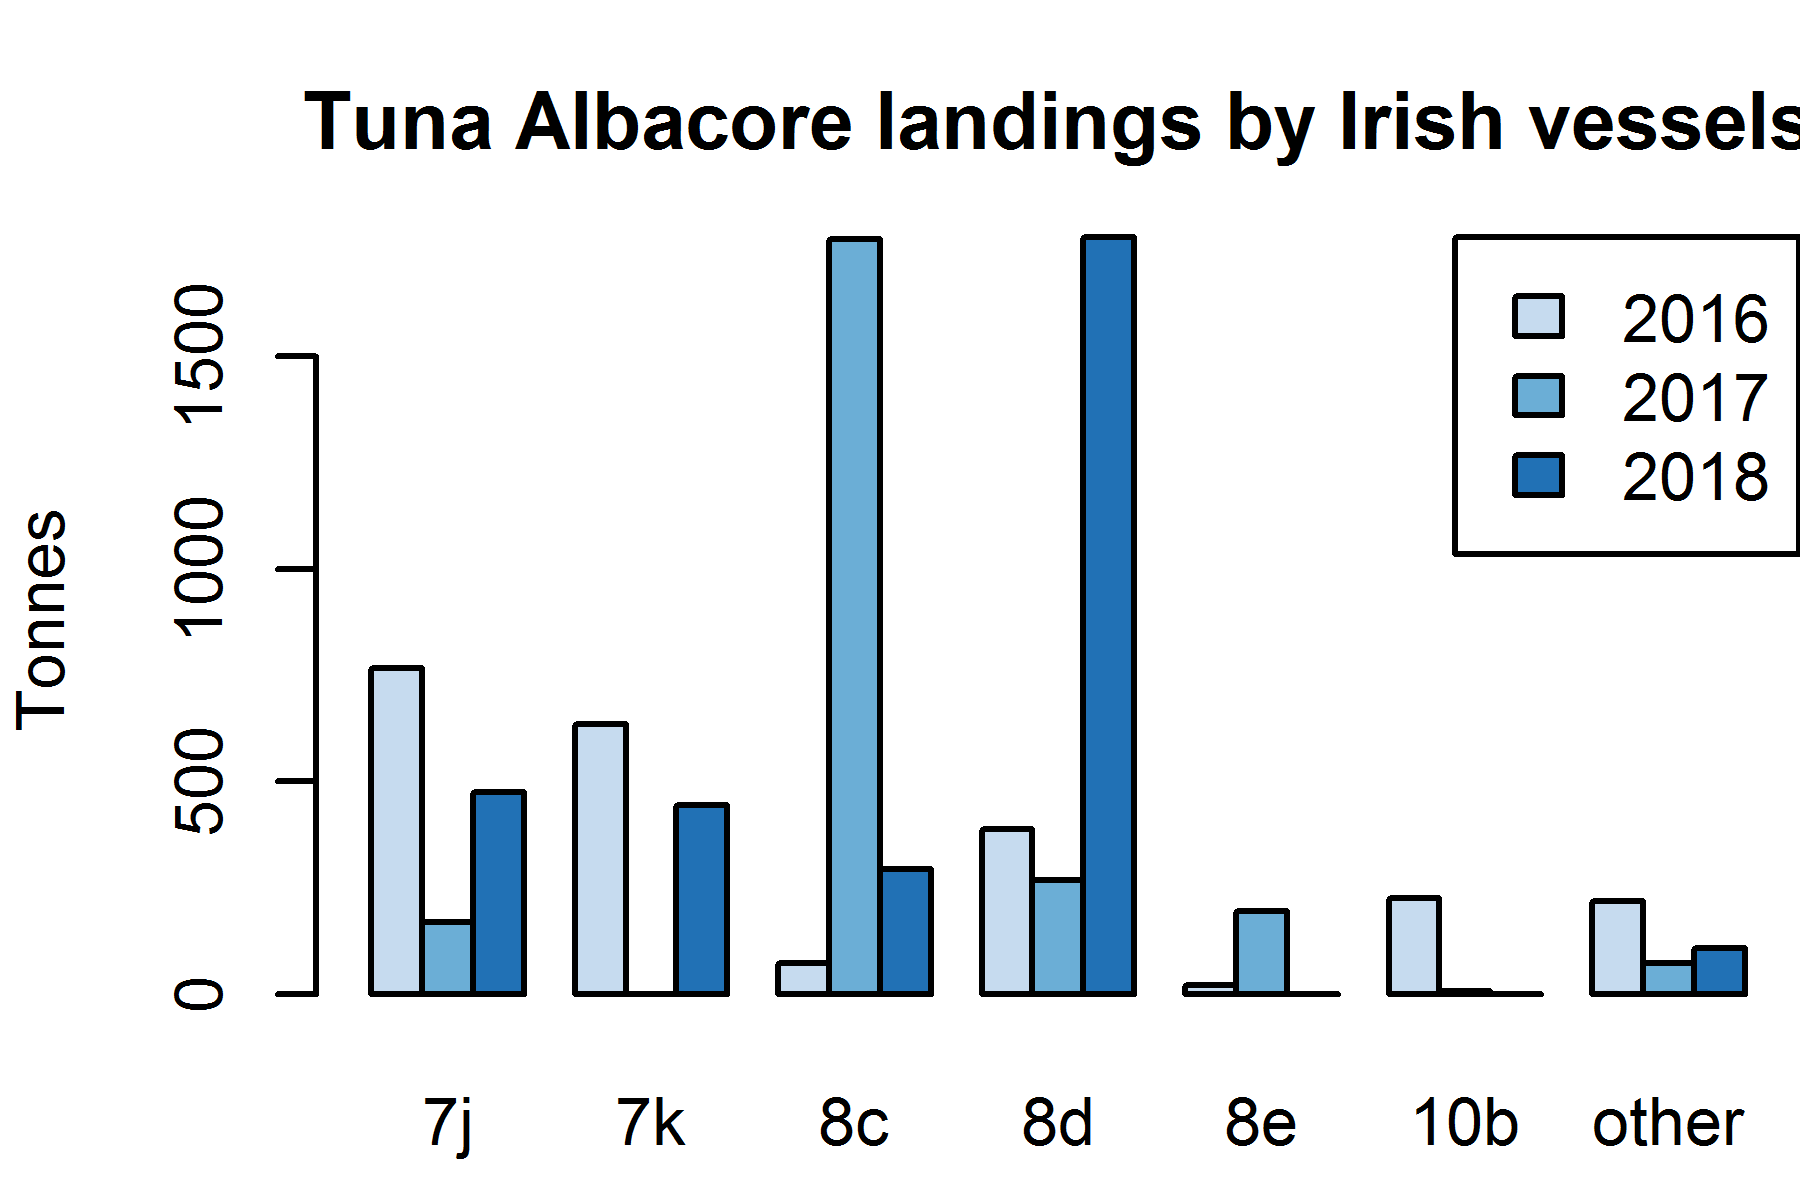 Tuna Albacore landings by Irish vessels
Tonnes
1500
1000
500
0
2016
2017
2018
7j 7k 8c 8d 8e 10b other